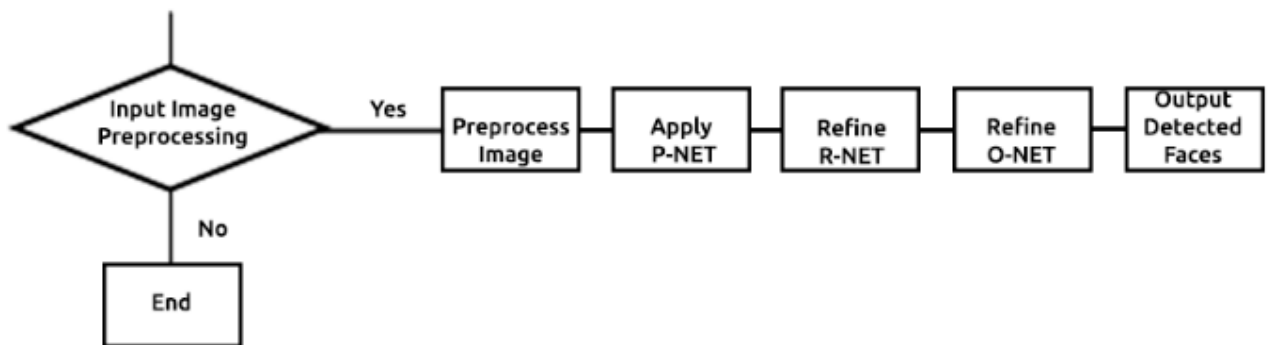 Input Image
Preprocessing
Yes
Preprocess
Image
Apply
P-NET
Refine
R-NET
Refine
O-NET
Output
Detected
Faces
No
End